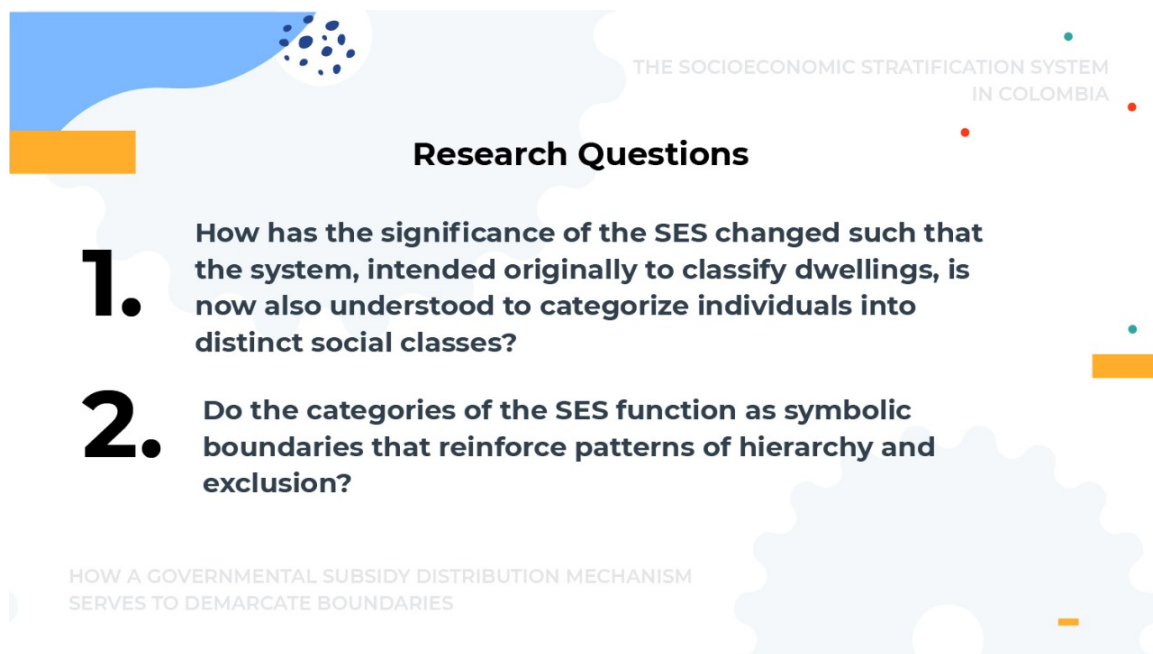 THE SOCIOECONOMIC STRATIFICATION SYSTEM
IN COLOMBIA
Research Questions
1.
How has the significance of the SES changed such that
the system, intended originally to classify dwellings, is
now also understood to categorize individuals into
distinct social classes?
2.
Do the categories of the SES function as symbolic
boundaries that reinforce patterns of hierarchy and
exclusion?
HOW A GOVERNMENTAL SUBSIDY DISTRIBUTION MECHANISM
SERVES TO DEMARCATE BOUNDARIES